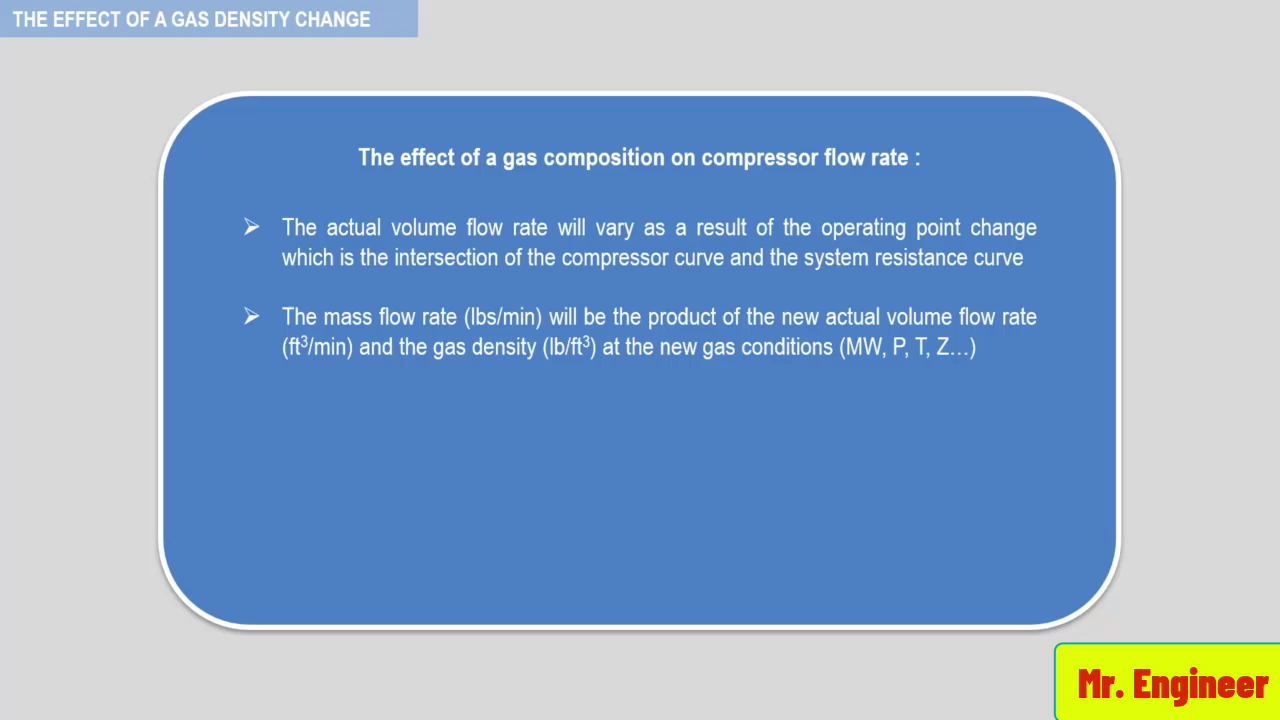 THE EFFECT OF A GAS DENSITY CHANGE
The effect of a gas composition on compressor flow rate :
➢ The actual volume flow rate will vary as a result of the operating point change
which is the intersection of the compressor curve and the system resistance curve
➢ The mass flow rate (lbs/min) will be the product of the new actual volume flow rate
(ft³/min) and the gas density (lb/ft³) at the new gas conditions (MW, P, T, Z...)
Mr. Engineer